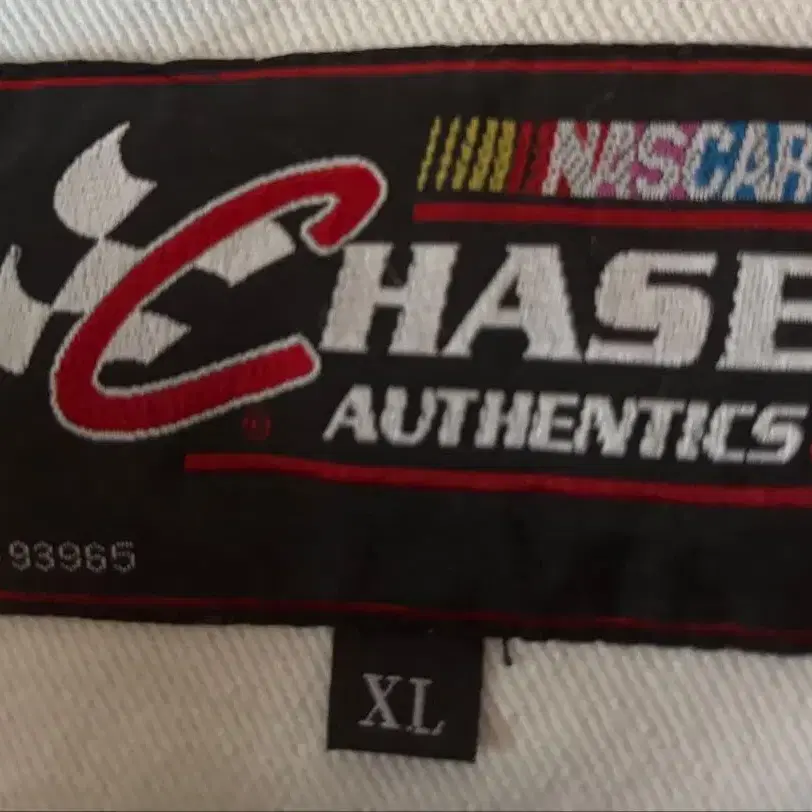 NASCAR
CHASE
AUTHENTICS
®
93965
XL